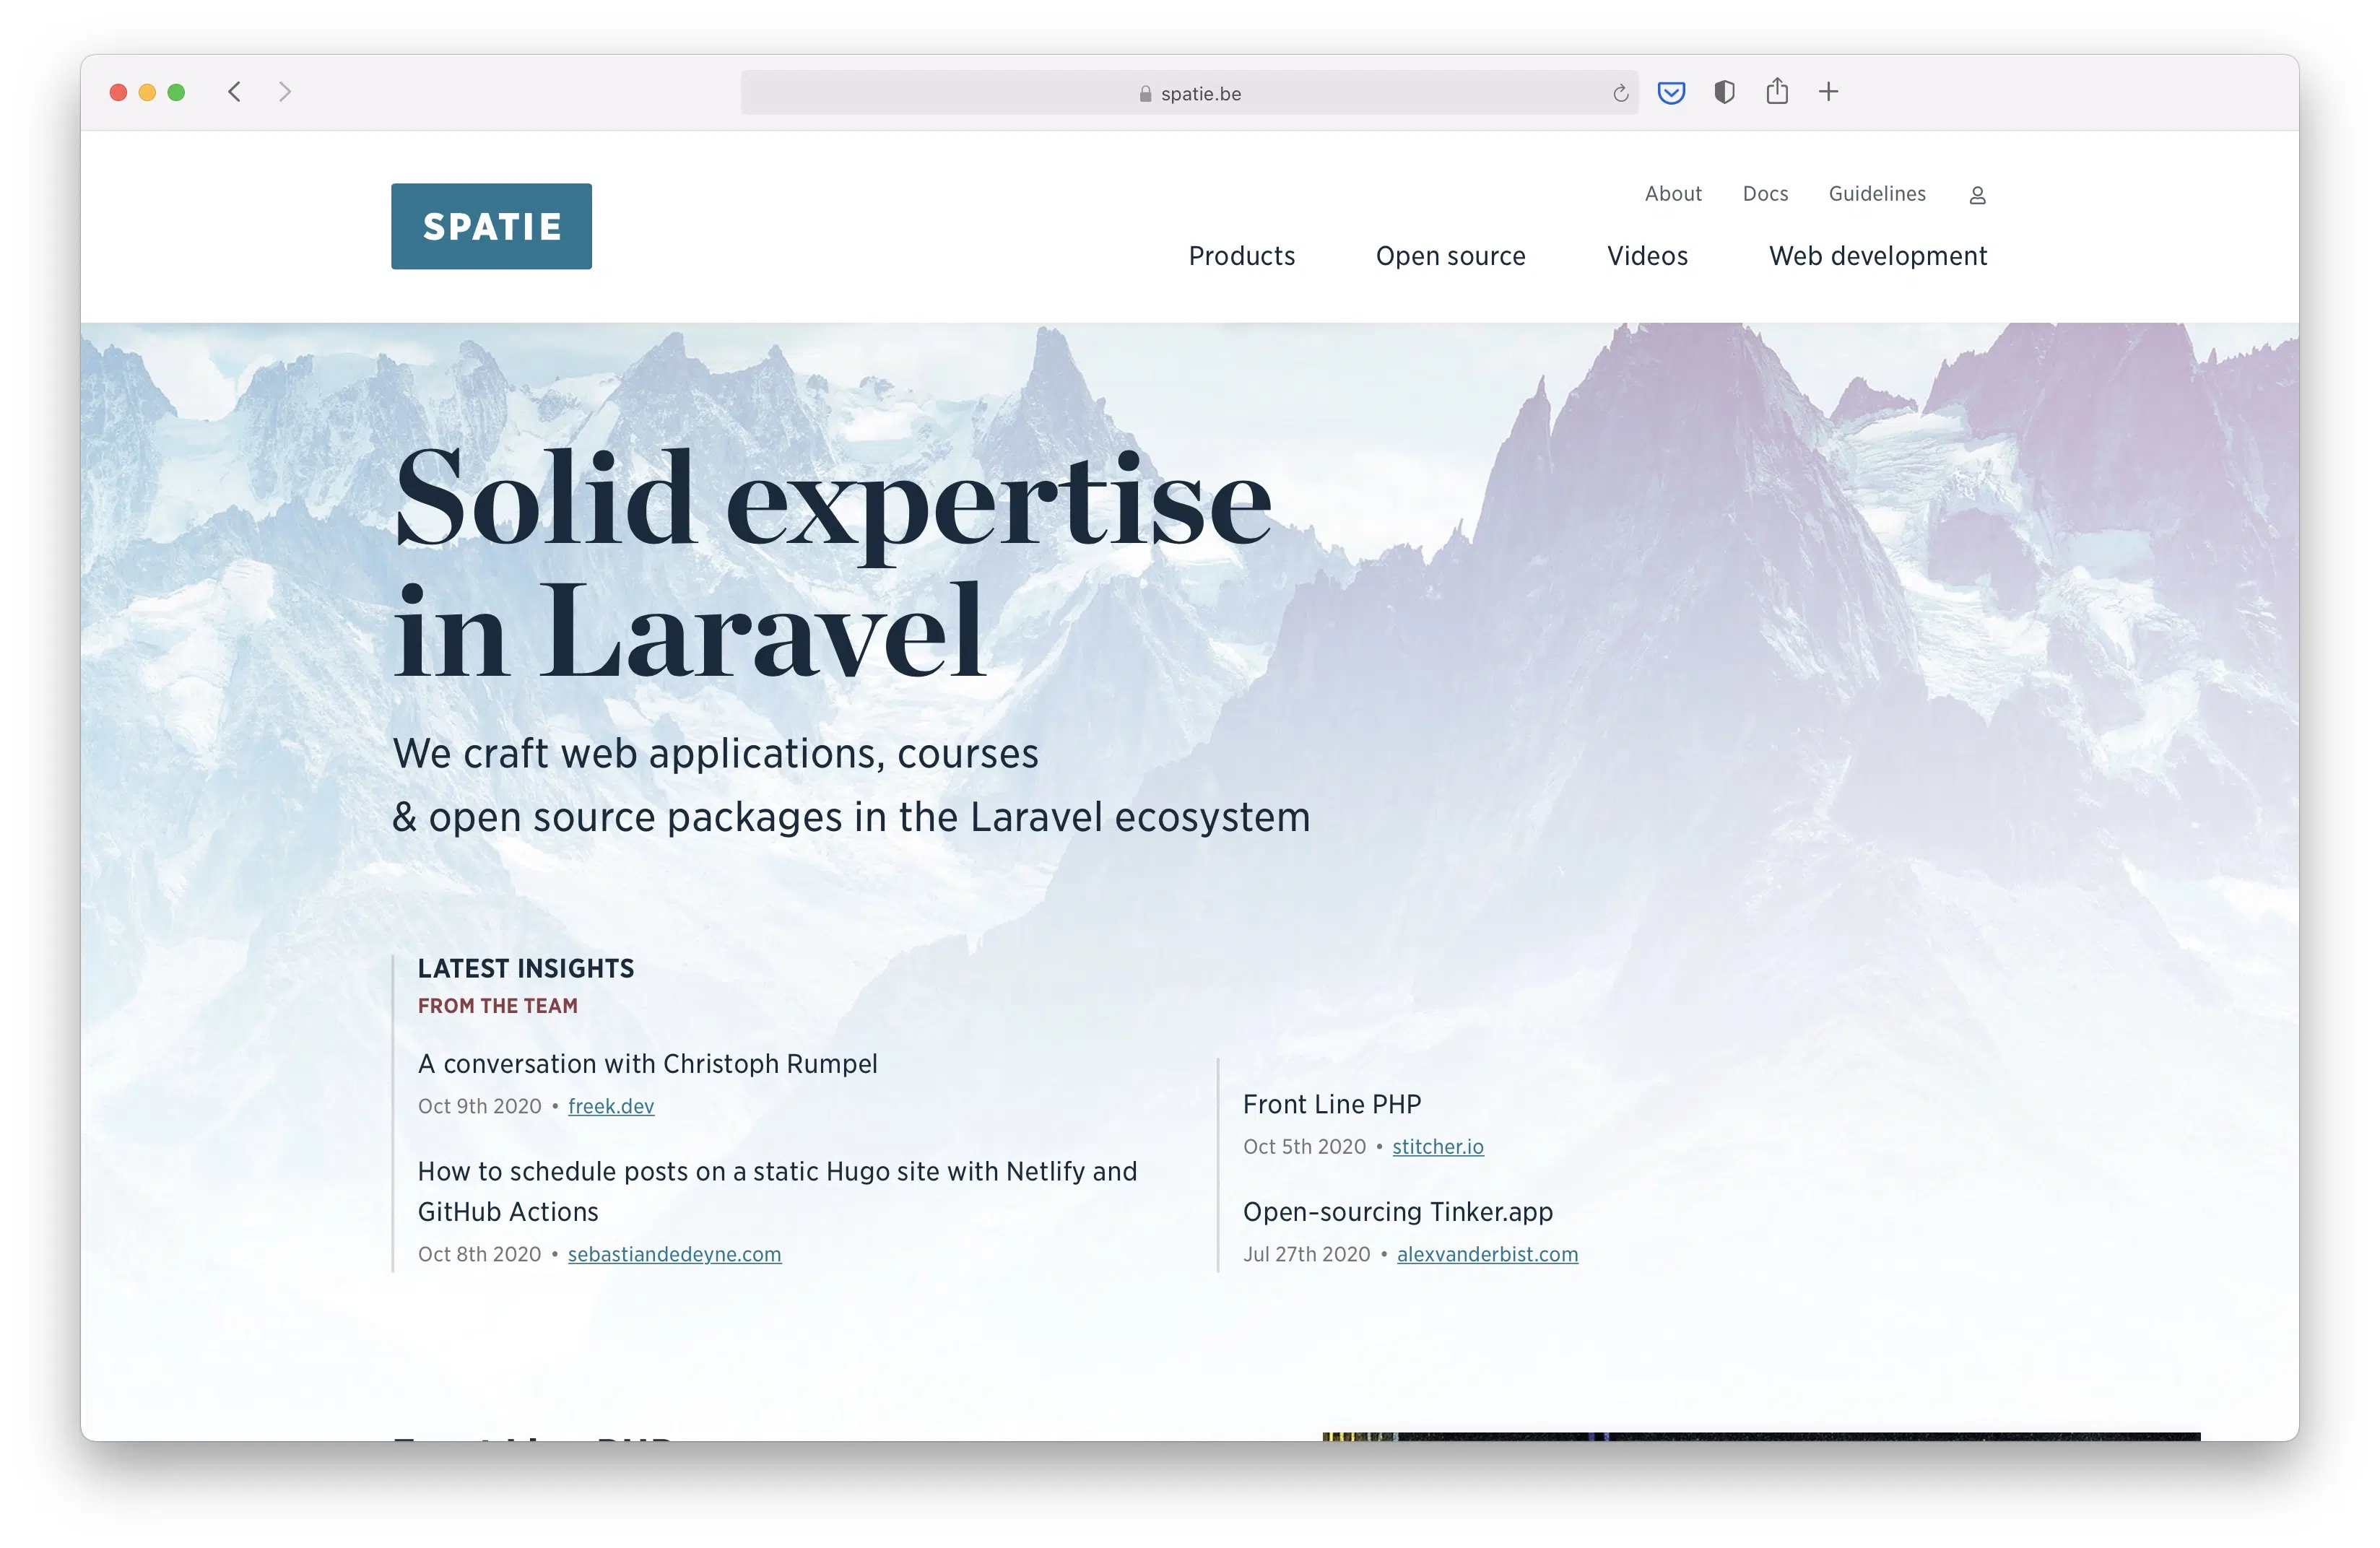 spatie.be
SPATIE
About Docs Guidelines
Products Open source Videos Web development
Solid expertise
in Laravel
We craft web applications, courses
& open source packages in the Laravel ecosystem
LATEST INSIGHTS
FROM THE TEAM
A conversation with Christoph Rumpel
Oct 9th 2020 • freek.dev
How to schedule posts on a static Hugo site with Netlify and
GitHub Actions
Oct 8th 2020 • sebastiandedeyne.com
Front Line PHP
Oct 5th 2020 • stitcher.io
Open-sourcing Tinker.app
Jul 27th 2020 • alexvanderbist.com